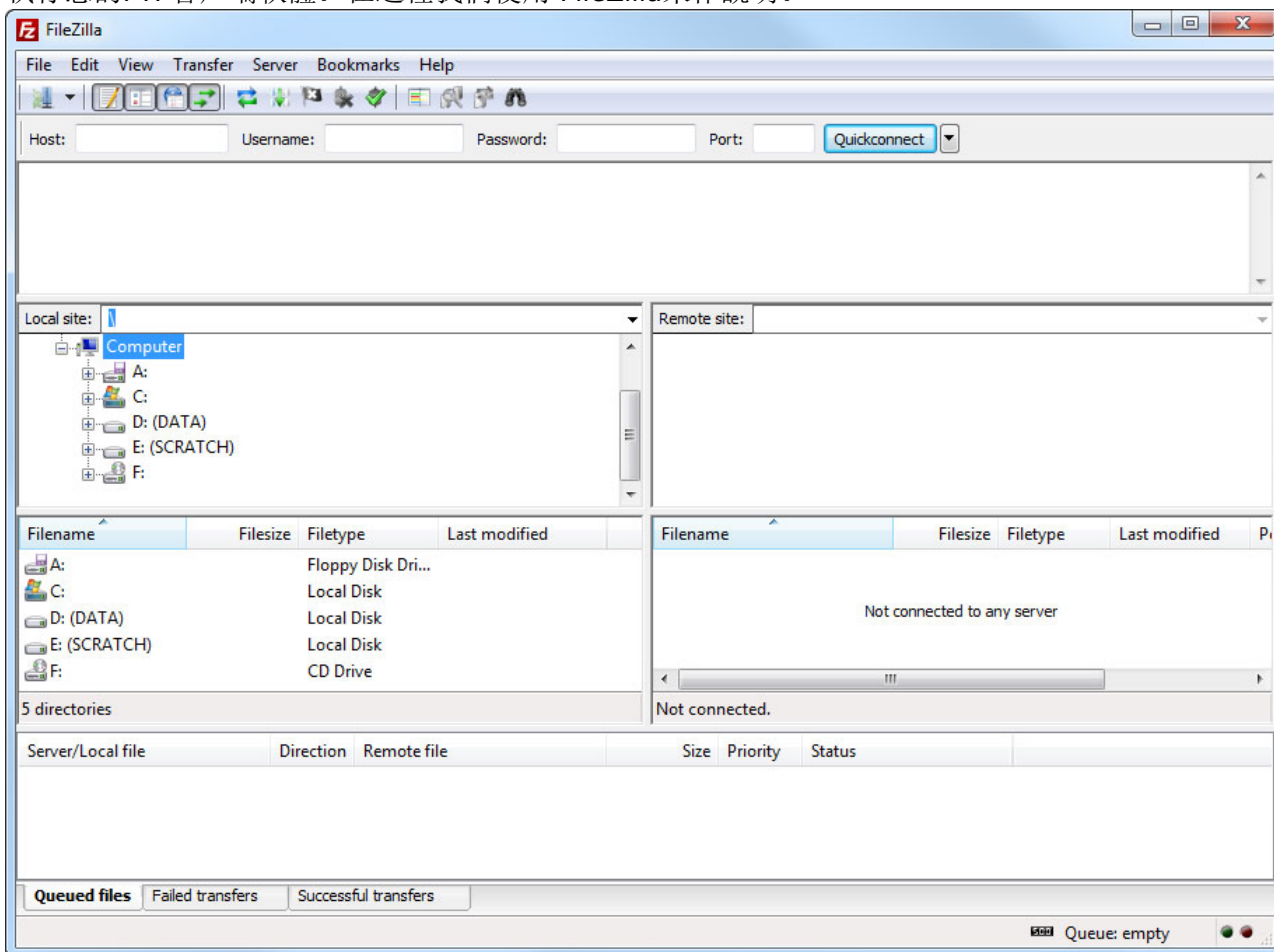 FileZilla
File Edit View Transfer Server Bookmarks Help
Host: Username: Password: Port: Quickconnect
Local site: \
Remote site:
Computer
A:
C:
D: (DATA)
E: (SCRATCH)
F:
Filename Filesize Filetype Last modified
A: Floppy Disk Dri...
C: Local Disk
D: (DATA) Local Disk
E: (SCRATCH) Local Disk
F: CD Drive
5 directories
Filename Filesize Filetype Last modified
Not connected to any server
Not connected.
Server/Local file Direction Remote file Size Priority Status
Queued files Failed transfers Successful transfers
Queue: empty